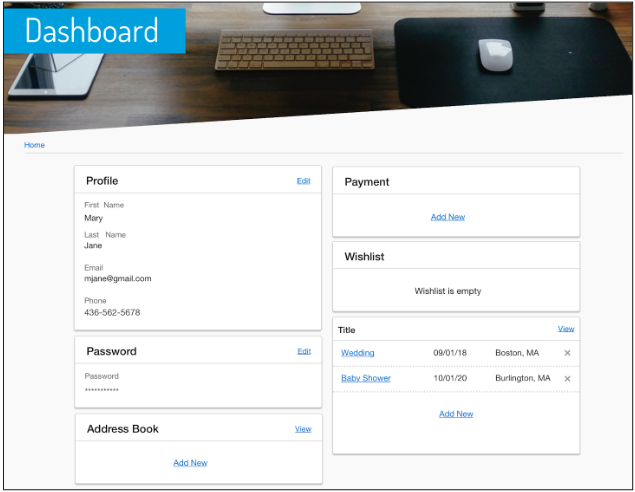 Dashboard
Home
Profile Edit
First Name
Mary
Last Name
Jane
Email
mjane@gmail.com
Phone
436-562-5678
Password Edit
Password
***********
Address Book View
Add New
Payment
Add New
Wishlist
Wishlist is empty
Title View
Wedding 09/01/18 Boston, MA ×
Baby Shower 10/01/20 Burlington, MA ×
Add New